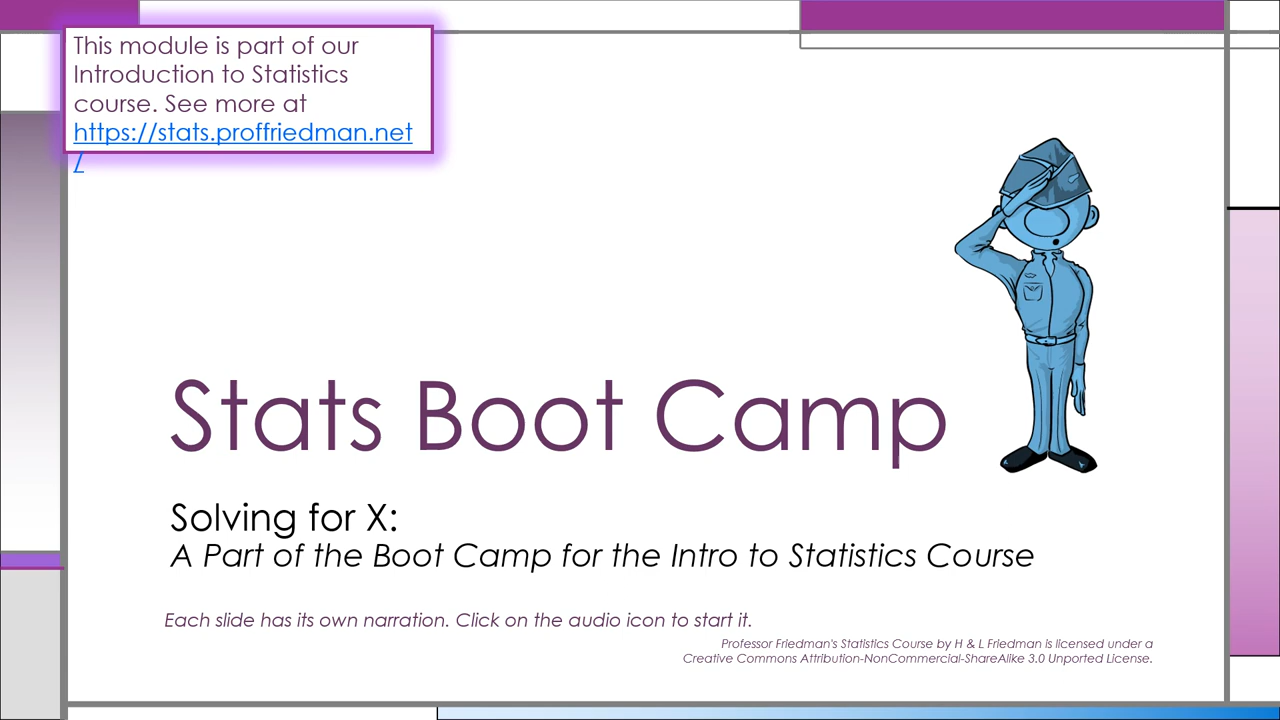 This module is part of our
Introduction to Statistics
course. See more at
https://stats.proffriedman.net
/
Stats Boot Camp
Solving for X:
A Part of the Boot Camp for the Intro to Statistics Course
Each slide has its own narration. Click on the audio icon to start it.
Professor Friedman's Statistics Course by H & L Friedman is licensed under a
Creative Commons Attribution-NonCommercial-ShareAlike 3.0 Unported License.